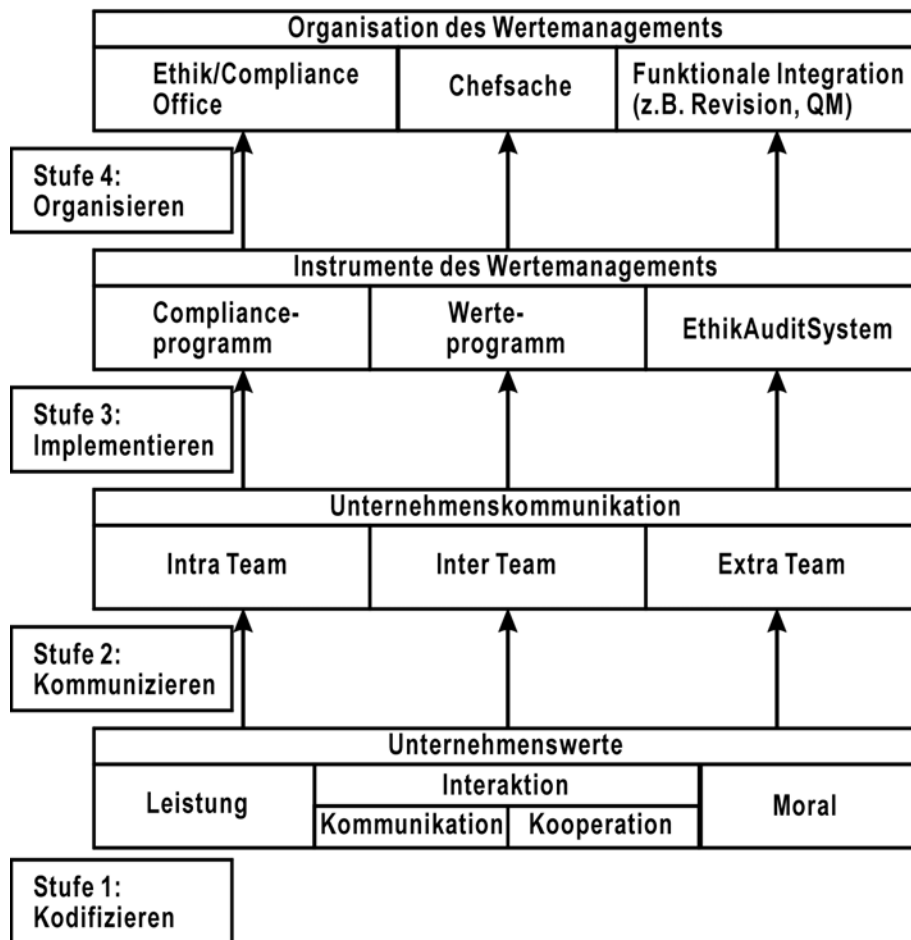 Organisation des Wertemanagements
Ethik/Compliance
Office
Chefsache
Funktionale Integration
(z.B. Revision, QM)
Stufe 4:
Organisieren
Instrumente des Wertemanagements
Compliance-
programm
Werte-
programm
EthikAuditSystem
Stufe 3:
Implementieren
Unternehmenskommunikation
Intra Team
Inter Team
Extra Team
Stufe 2:
Kommunizieren
Unternehmenswerte
Leistung
Interaktion
Kommunikation
Kooperation
Moral
Stufe 1:
Kodifizieren